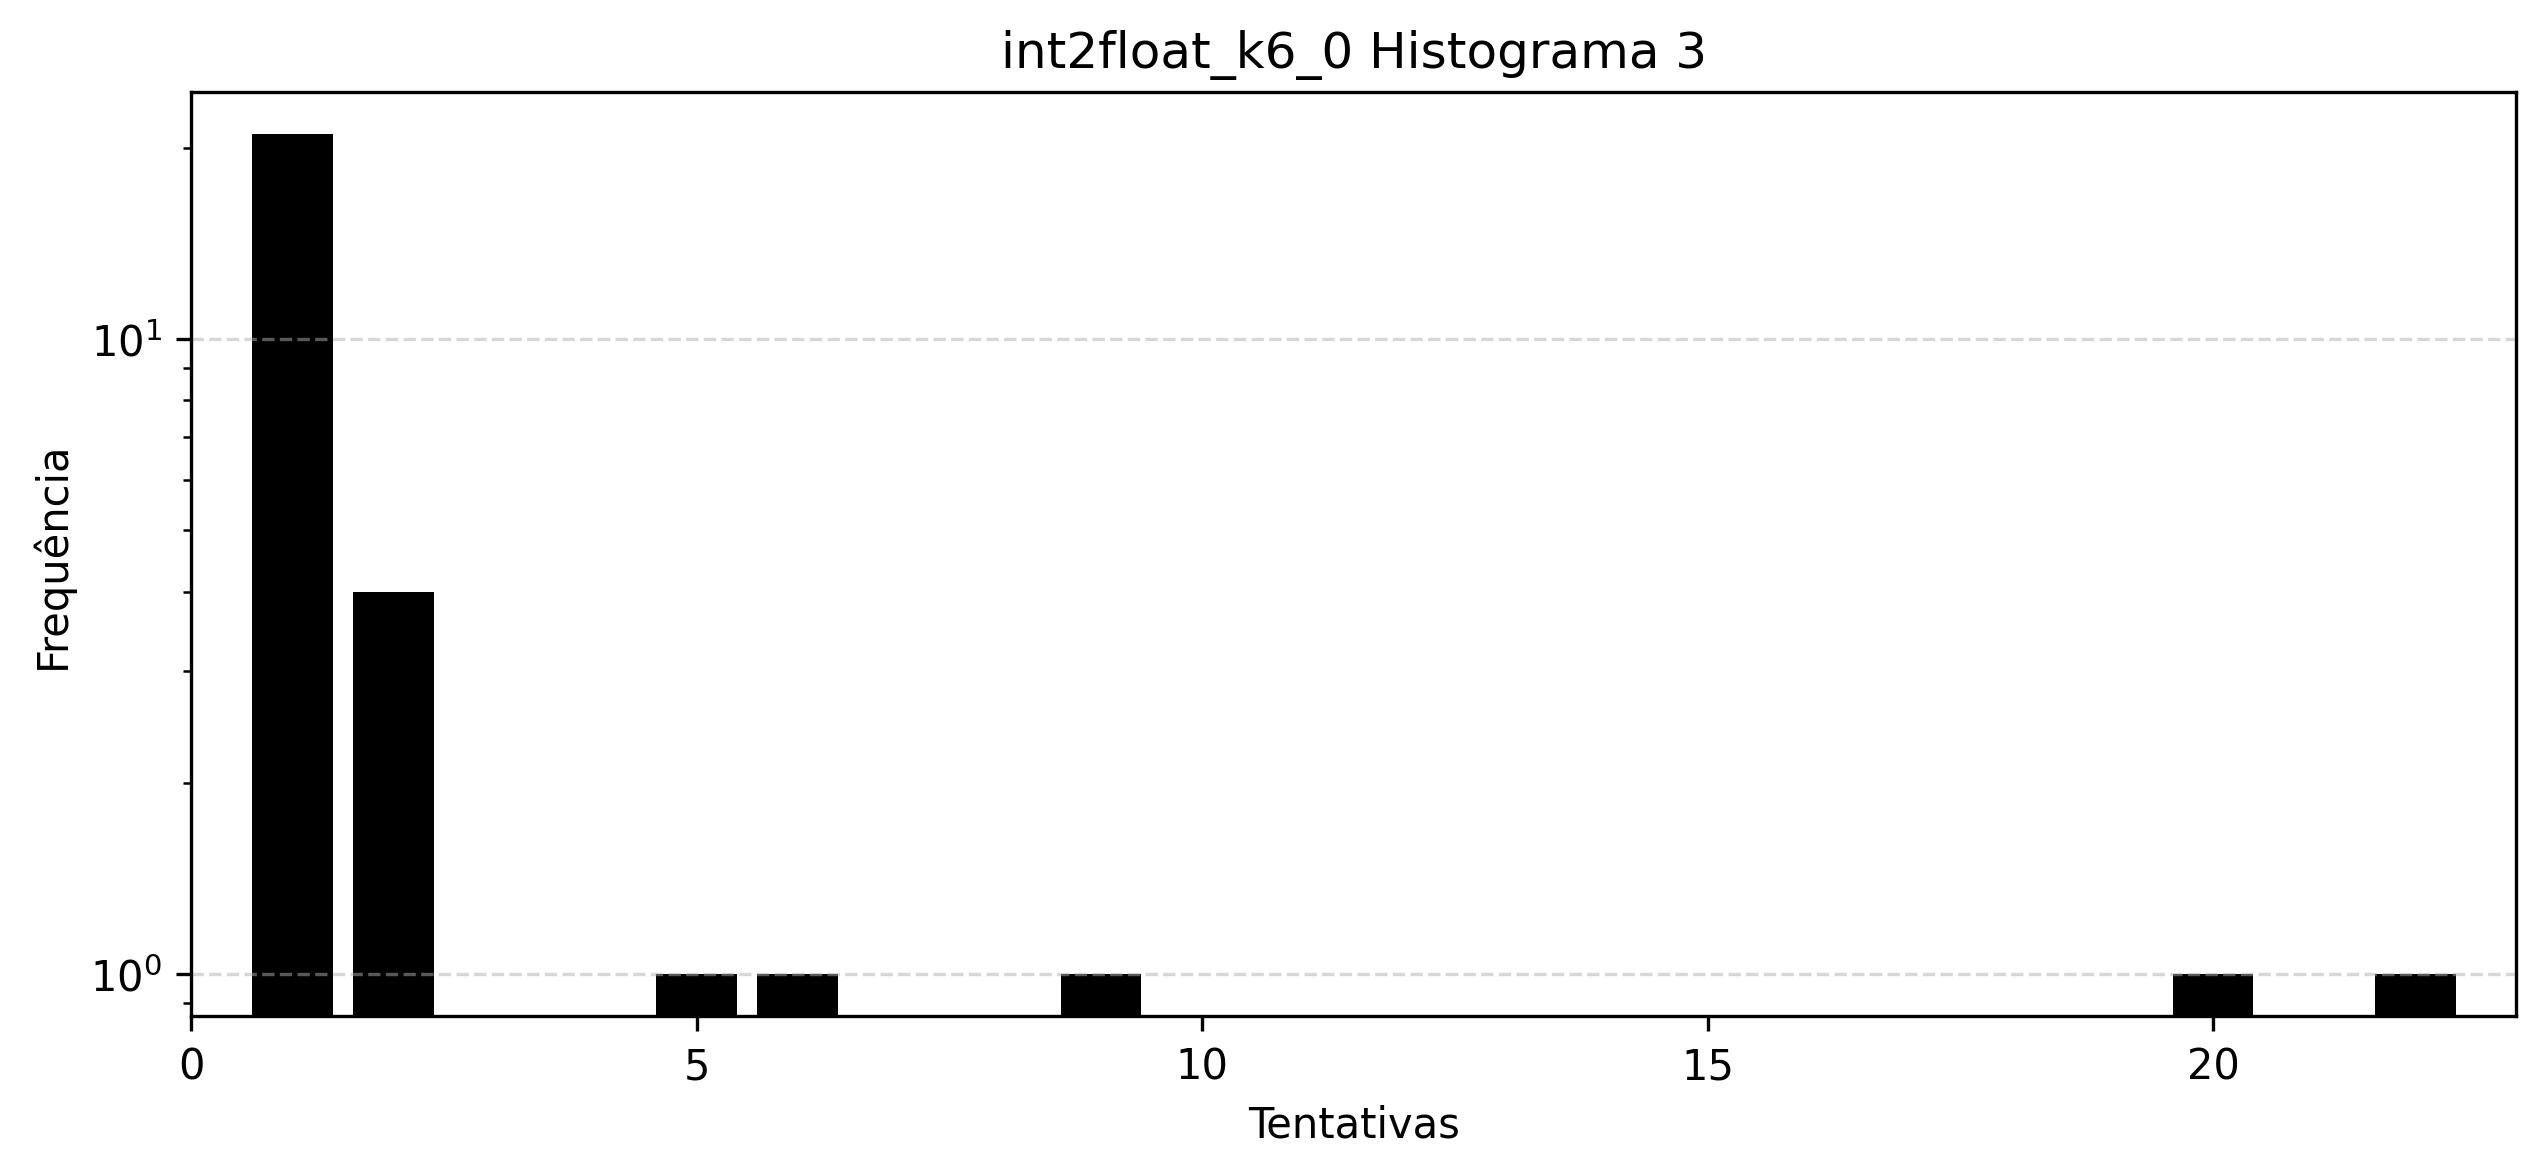 int2float_k6_0 Histograma 3
Frequência
10¹
10⁰
0 5 10 15 20
Tentativas